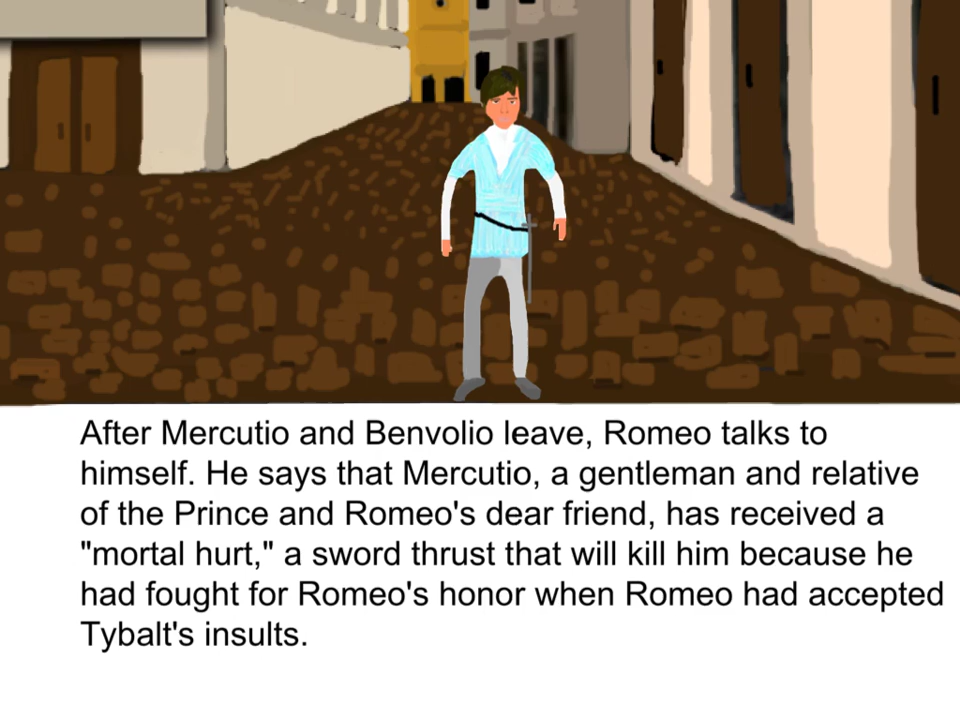 After Mercutio and Benvolio leave, Romeo talks to
himself. He says that Mercutio, a gentleman and relative
of the Prince and Romeo's dear friend, has received a
"mortal hurt," a sword thrust that will kill him because he
had fought for Romeo's honor when Romeo had accepted
Tybalt's insults.